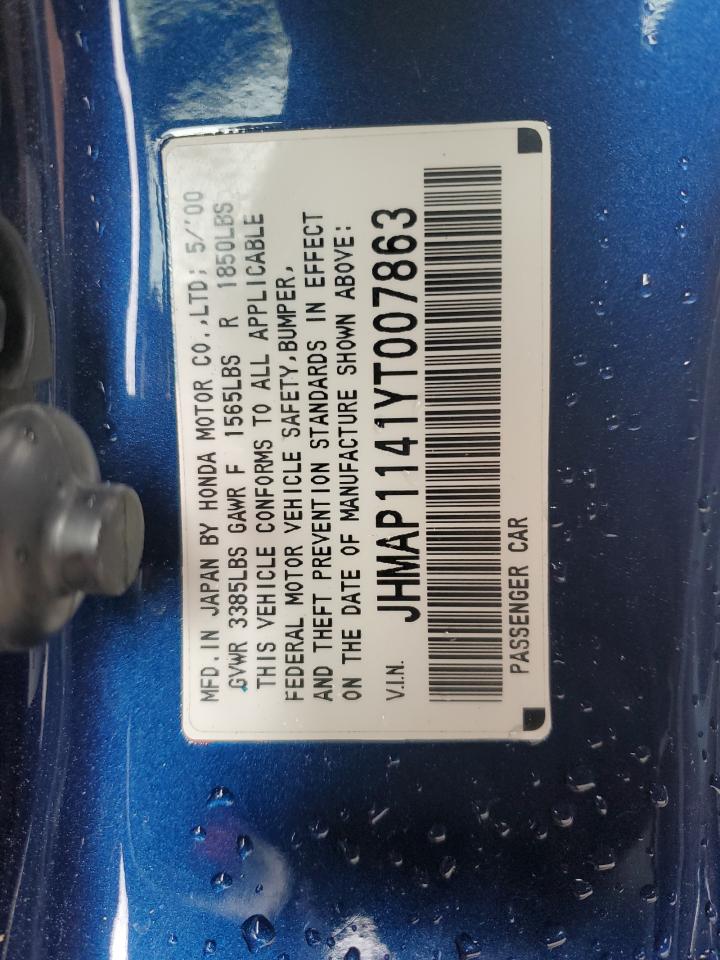 MFD. IN JAPAN BY HONDA MOTOR CO.,LTD; 5/'00
GVWR 3385LBS GAWR F 1565LBS R 1850LBS
THIS VEHICLE CONFORMS TO ALL APPLICABLE
FEDERAL MOTOR VEHICLE SAFETY,BUMPER,
AND THEFT PREVENTION STANDARDS IN EFFECT
ON THE DATE OF MANUFACTURE SHOWN ABOVE:
V.I.N. JHMAP1141YT007863
PASSENGER CAR